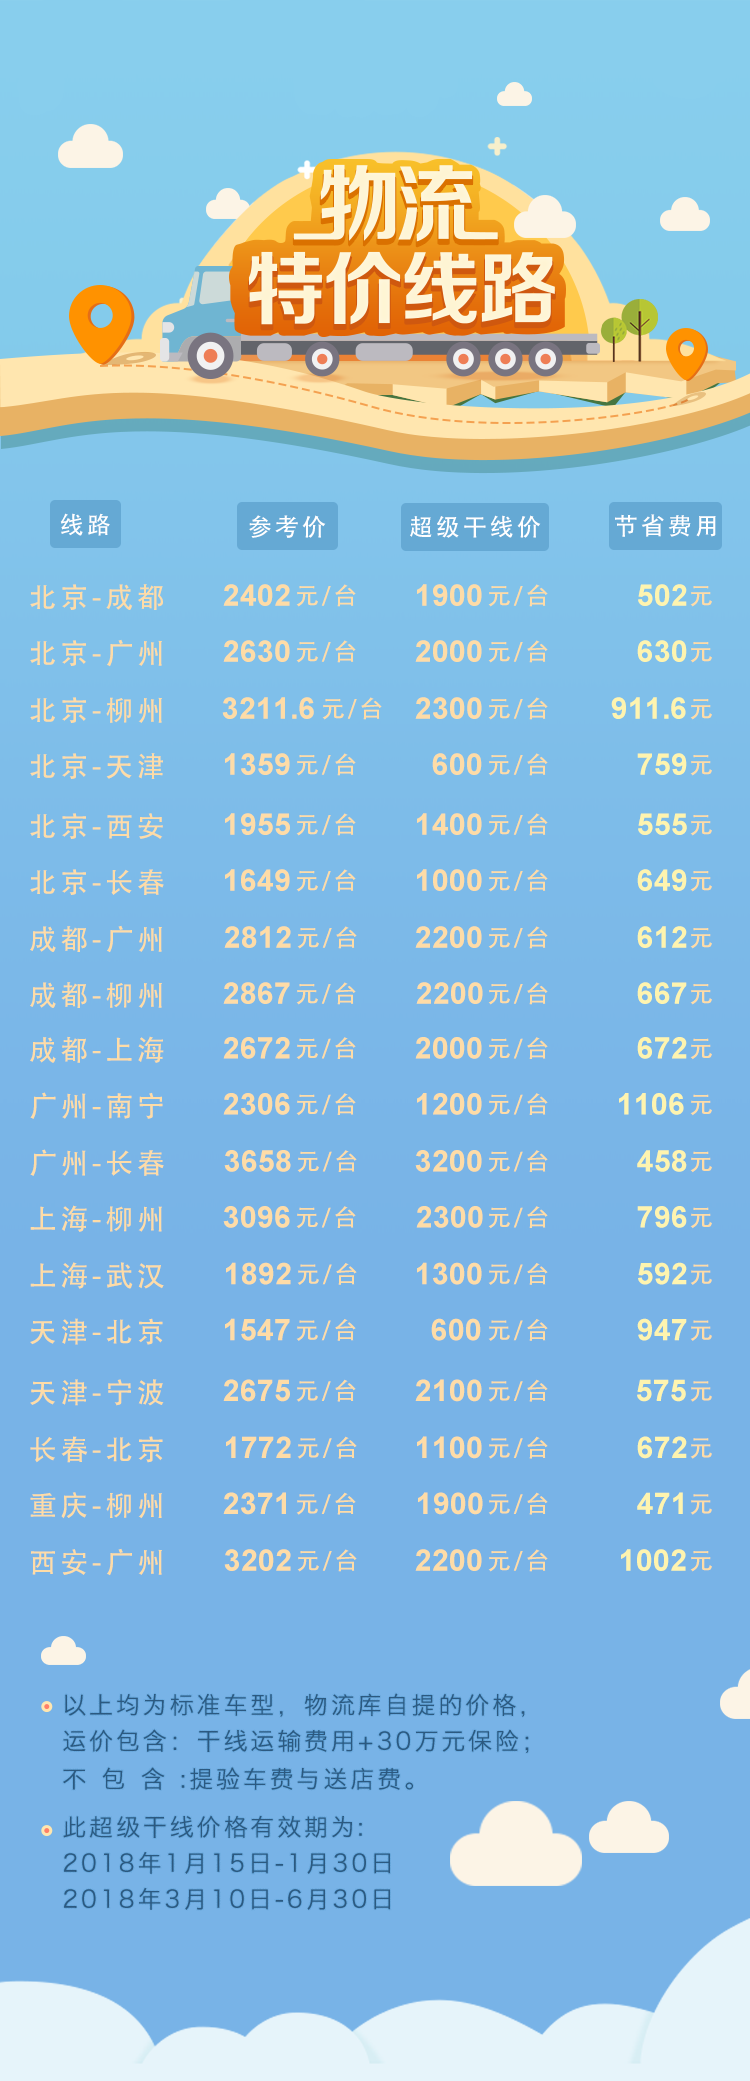 物流
特价线路
线路 参考价 超级干线价 节省费用
北京-成都 2402元/台 1900元/台 502元
北京-广州 2630元/台 2000元/台 630元
北京-柳州 3211.6元/台 2300元/台 911.6元
北京-天津 1359元/台 600元/台 759元
北京-西安 1955元/台 1400元/台 555元
北京-长春 1649元/台 1000元/台 649元
成都-广州 2812元/台 2200元/台 612元
成都-柳州 2867元/台 2200元/台 667元
成都-上海 2672元/台 2000元/台 672元
广州-南宁 2306元/台 1200元/台 1106元
广州-长春 3658元/台 3200元/台 458元
上海-柳州 3096元/台 2300元/台 796元
上海-武汉 1892元/台 1300元/台 592元
天津-北京 1547元/台 600元/台 947元
天津-宁波 2675元/台 2100元/台 575元
长春-北京 1772元/台 1100元/台 672元
重庆-柳州 2371元/台 1900元/台 471元
西安-广州 3202元/台 2200元/台 1002元
以上均为标准车型，物流库自提的价格，
运价包含：干线运输费用+30万元保险；
不 包 含 :提验车费与送店费。
此超级干线价格有效期为:
2018年1月15日-1月30日
2018年3月10日-6月30日